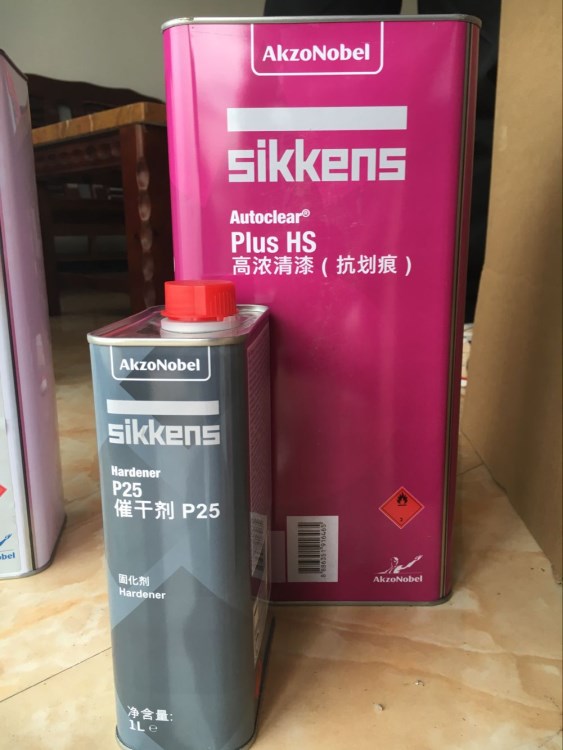 AkzoNobel
sikkens
Autoclear®
Plus HS
高浓清漆(抗划痕)
AkzoNobel
AkzoNobel
sikkens
Hardener
P25
催干剂 P25
固化剂
Hardener
净含量:
1L e
bel